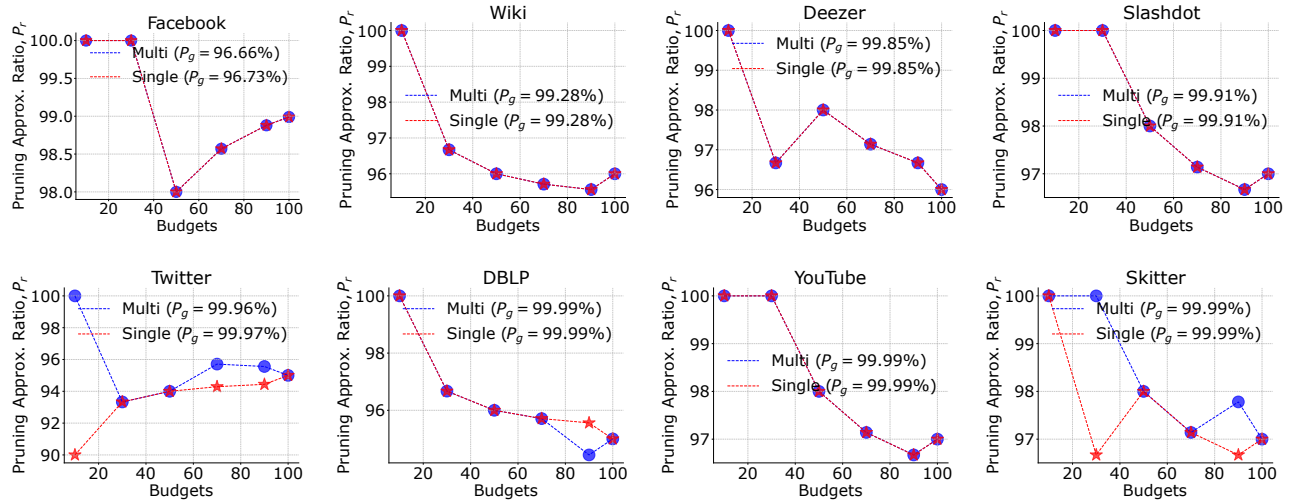 Facebook
Pruning Approx. Ratio, P_r
100.0
99.5
99.0
98.5
98.0
Multi (P_g = 96.66%)
Single (P_g = 96.73%)
20 40 60 80 100
Budgets
Wiki
Pruning Approx. Ratio, P_r
100
98
96
Multi (P_g = 99.28%)
Single (P_g = 99.28%)
20 40 60 80 100
Budgets
Deezer
Pruning Approx. Ratio, P_r
100
99
98
97
96
Multi (P_g = 99.85%)
Single (P_g = 99.85%)
20 40 60 80 100
Budgets
Slashdot
Pruning Approx. Ratio, P_r
100
99
98
97
Multi (P_g = 99.91%)
Single (P_g = 99.91%)
20 40 60 80 100
Budgets
Twitter
Pruning Approx. Ratio, P_r
100
98
96
94
92
90
Multi (P_g = 99.96%)
Single (P_g = 99.97%)
20 40 60 80 100
Budgets
DBLP
Pruning Approx. Ratio, P_r
100
98
96
Multi (P_g = 99.99%)
Single (P_g = 99.99%)
20 40 60 80 100
Budgets
YouTube
Pruning Approx. Ratio, P_r
100
99
98
97
Multi (P_g = 99.99%)
Single (P_g = 99.99%)
20 40 60 80 100
Budgets
Skitter
Pruning Approx. Ratio, P_r
100
99
98
97
Multi (P_g = 99.99%)
Single (P_g = 99.99%)
20 40 60 80 100
Budgets